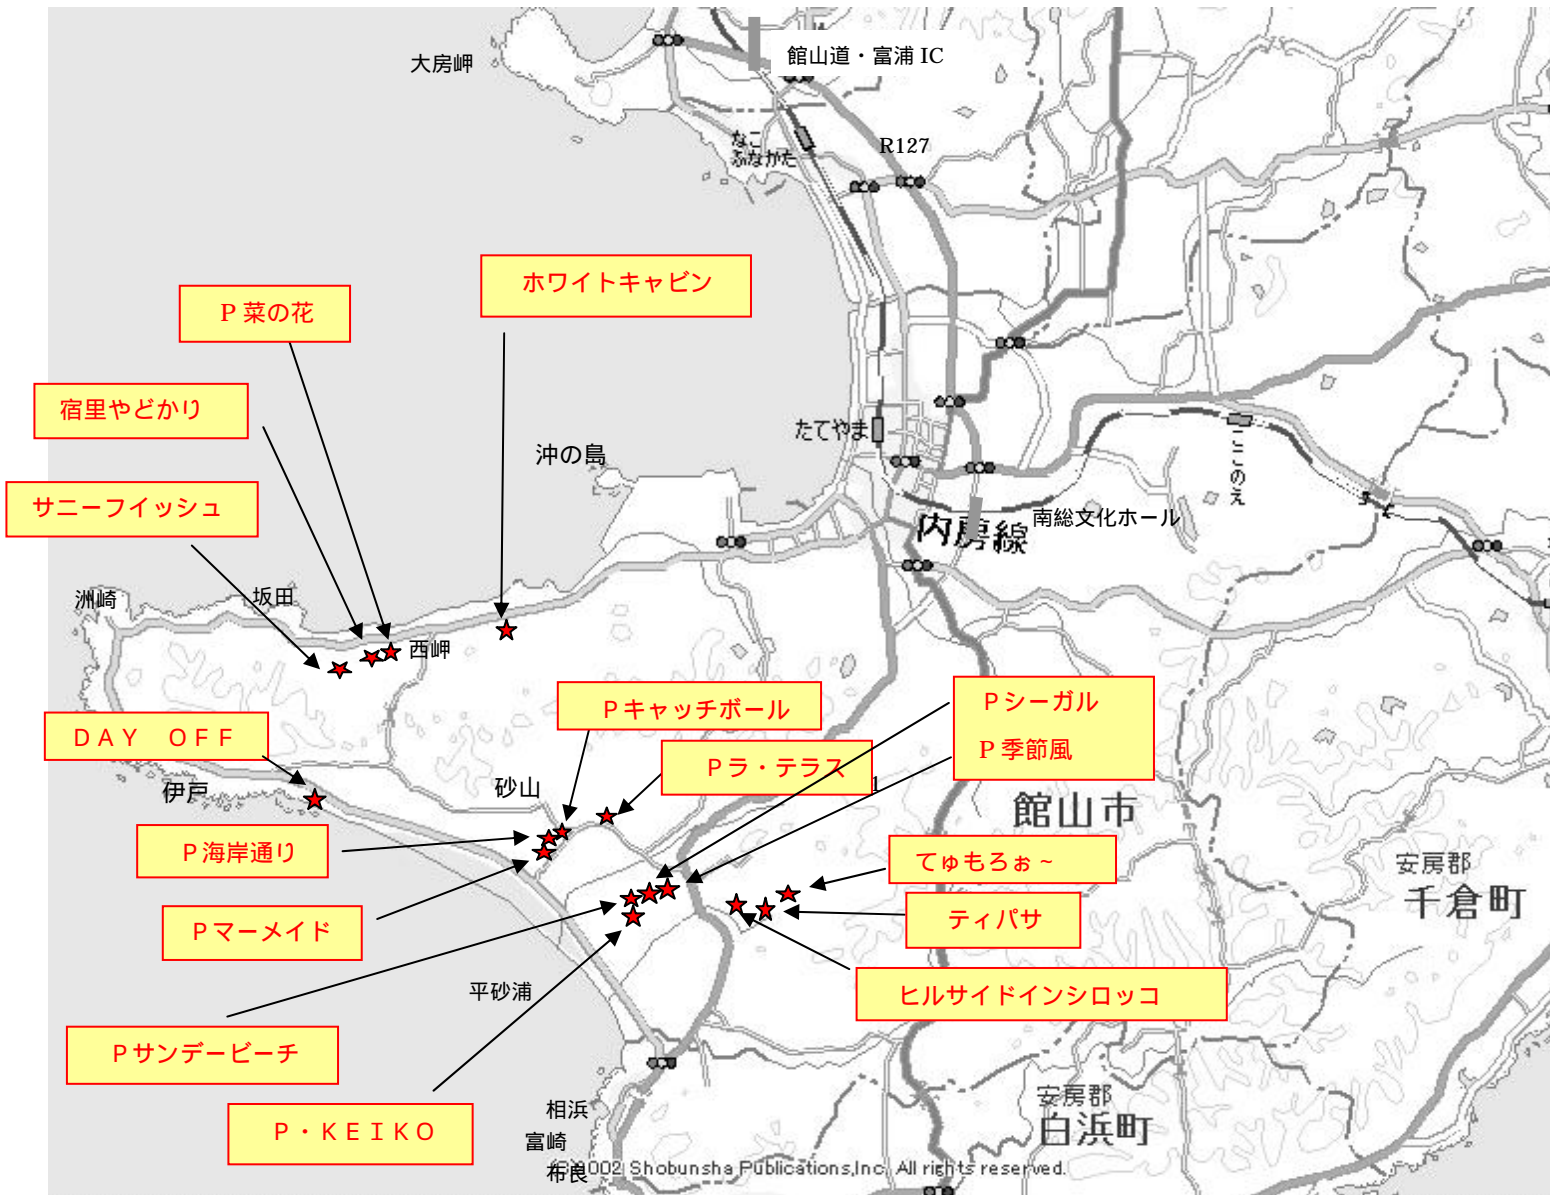 館山道・富浦 IC
大房岬
R127
なこ
ふながた
ホワイトキャビン
P 菜の花
宿里やどかり
たてやま
沖の島
ここのえ
サニーフイッシュ
内房線
南総文化ホール
洲崎
坂田
西岬
Ｐキャッチボール
Ｐシーガル
Ｐ季節風
ＤＡＹ　ＯＦＦ
Ｐラ・テラス
1
伊戸
砂山
館山市
Ｐ海岸通り
てゅもろぉ～
安房郡
千倉町
Ｐマーメイド
ティパサ
平砂浦
ヒルサイドインシロッコ
Ｐサンデービーチ
Ｐ・ＫＥＩＫＯ
相浜
富崎
布良
安房郡
白浜町
2002 Shobunsha Publications,Inc. All rights reserved.